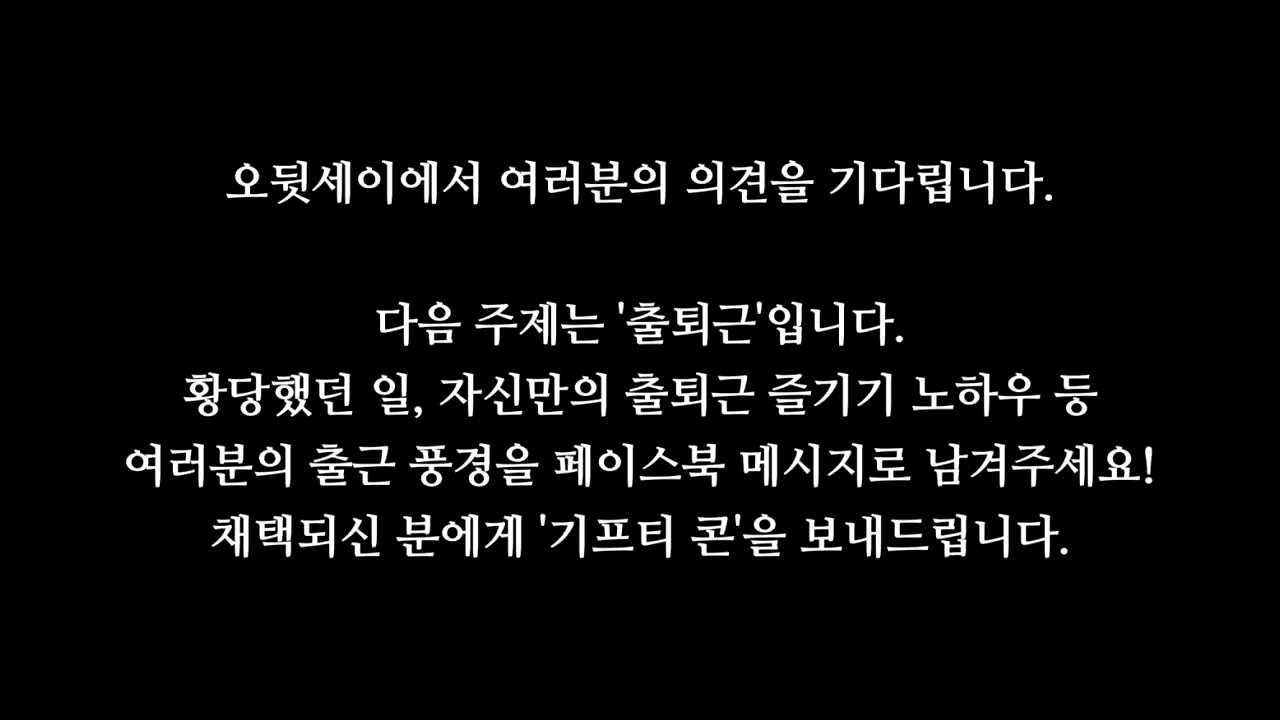 오뒷세이에서 여러분의 의견을 기다립니다.
다음 주제는 '출퇴근'입니다.
황당했던 일, 자신만의 출퇴근 즐기기 노하우 등
여러분의 출근 풍경을 페이스북 메시지로 남겨주세요!
채택되신 분에게 '기프티 콘'을 보내드립니다.